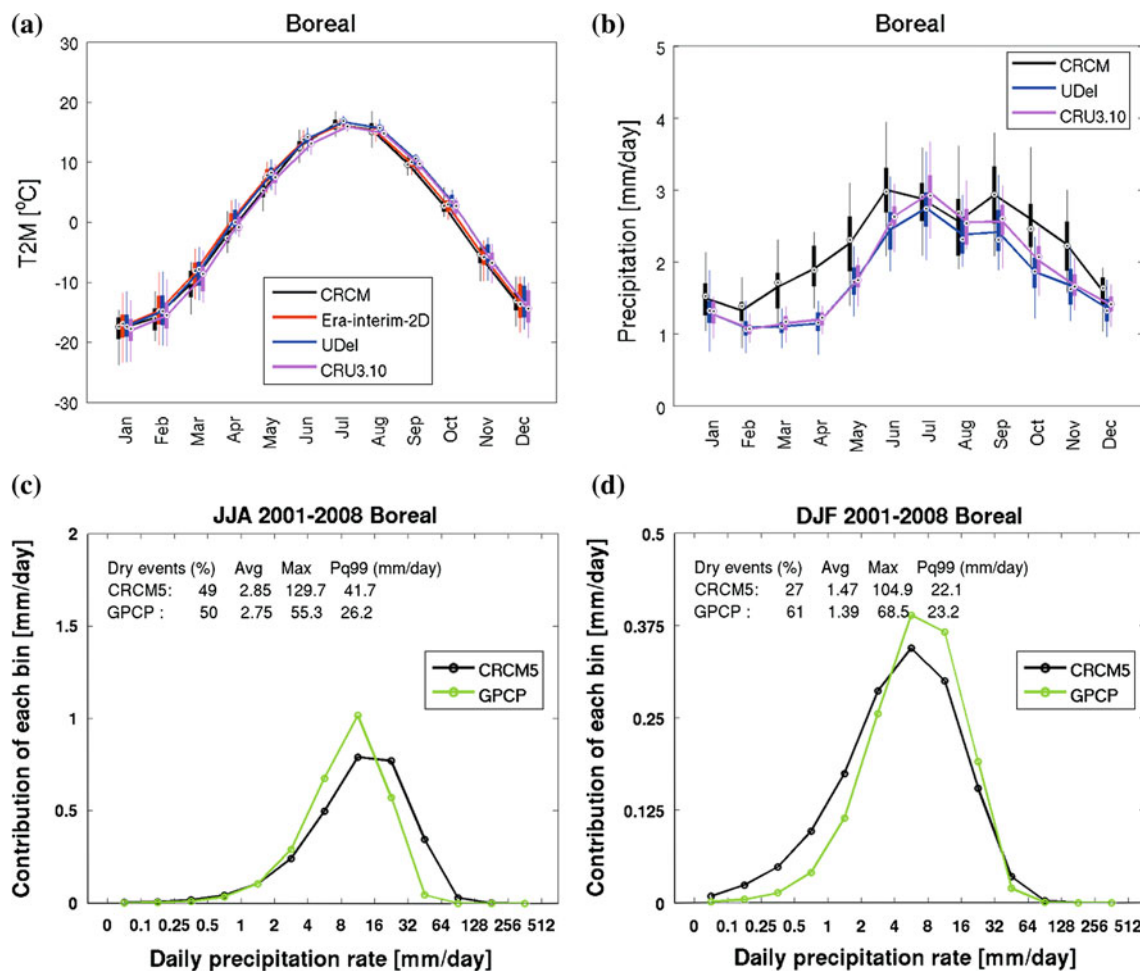 (a)
Boreal
T2M [°C]
30
20
10
0
-10
-20
-30
CRCM
Era-interim-2D
UDel
CRU3.10
Jan
Feb
Mar
Apr
May
Jun
Jul
Aug
Sep
Oct
Nov
Dec
(b)
Boreal
Precipitation [mm/day]
5
4
3
2
1
0
CRCM
UDel
CRU3.10
Jan
Feb
Mar
Apr
May
Jun
Jul
Aug
Sep
Oct
Nov
Dec
(c)
JJA 2001-2008 Boreal
Contribution of each bin [mm/day]
2
1.5
1
0.5
0
Dry events (%) Avg Max Pq99 (mm/day)
CRCM5: 49 2.85 129.7 41.7
GPCP : 50 2.75 55.3 26.2
CRCM5
GPCP
0 0.1 0.25 0.5 1 2 4 8 16 32 64 128 256 512
Daily precipitation rate [mm/day]
(d)
DJF 2001-2008 Boreal
Contribution of each bin [mm/day]
0.5
0.375
0.25
0.125
0
Dry events (%) Avg Max Pq99 (mm/day)
CRCM5: 27 1.47 104.9 22.1
GPCP : 61 1.39 68.5 23.2
CRCM5
GPCP
0 0.1 0.25 0.5 1 2 4 8 16 32 64 128 256 512
Daily precipitation rate [mm/day]